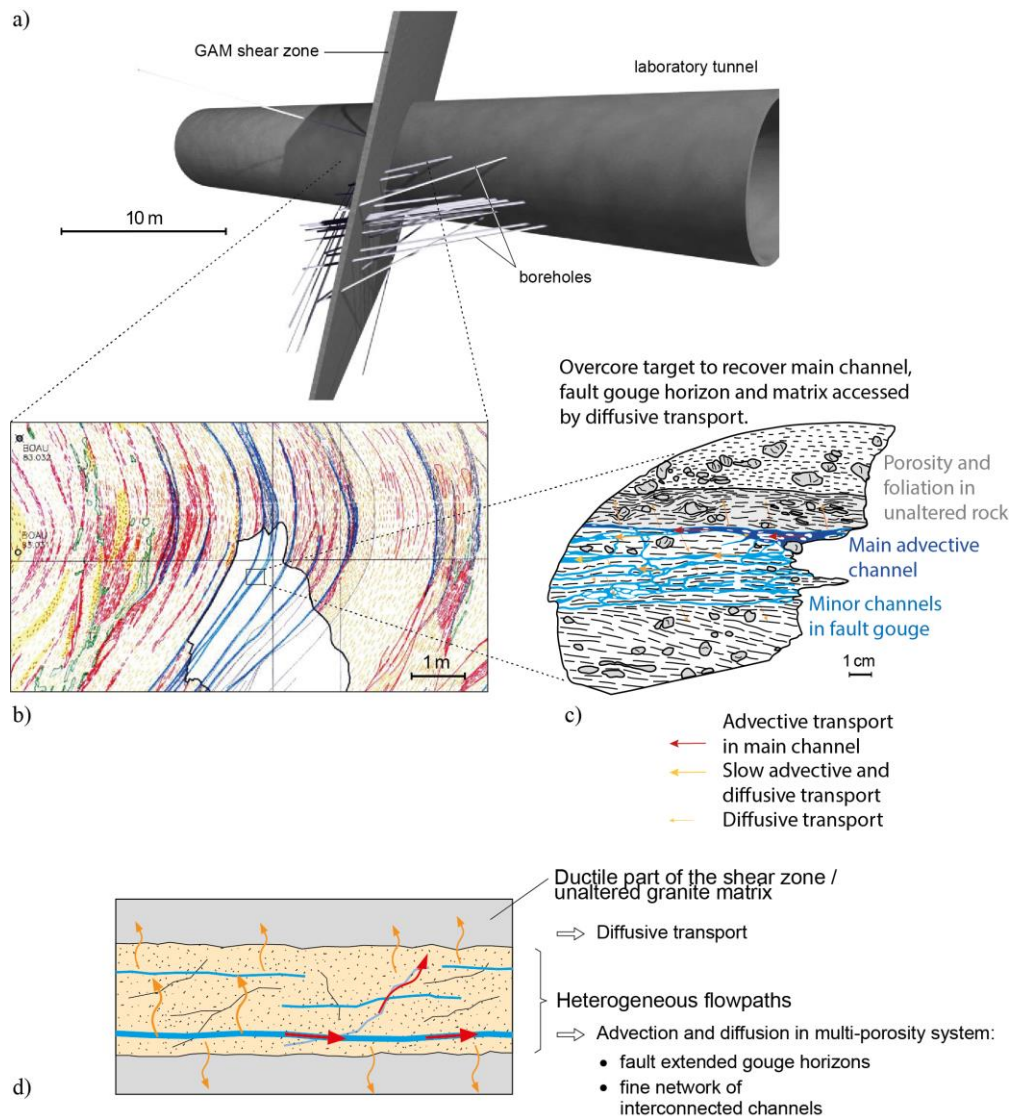 a)
GAM shear zone
laboratory tunnel
10 m
boreholes
Overcore target to recover main channel,
fault gouge horizon and matrix accessed
by diffusive transport.
BOAU
83.032
BOAU
Porosity and
foliation in
unaltered rock
Main advective
channel
Minor channels
in fault gouge
1 m
1 cm
b)
c)
Advective transport
in main channel
Slow advective and
diffusive transport
Diffusive transport
Ductile part of the shear zone /
unaltered granite matrix
Diffusive transport
Heterogeneous flowpaths
Advection and diffusion in multi-porosity system:
• fault extended gouge horizons
• fine network of
interconnected channels
d)